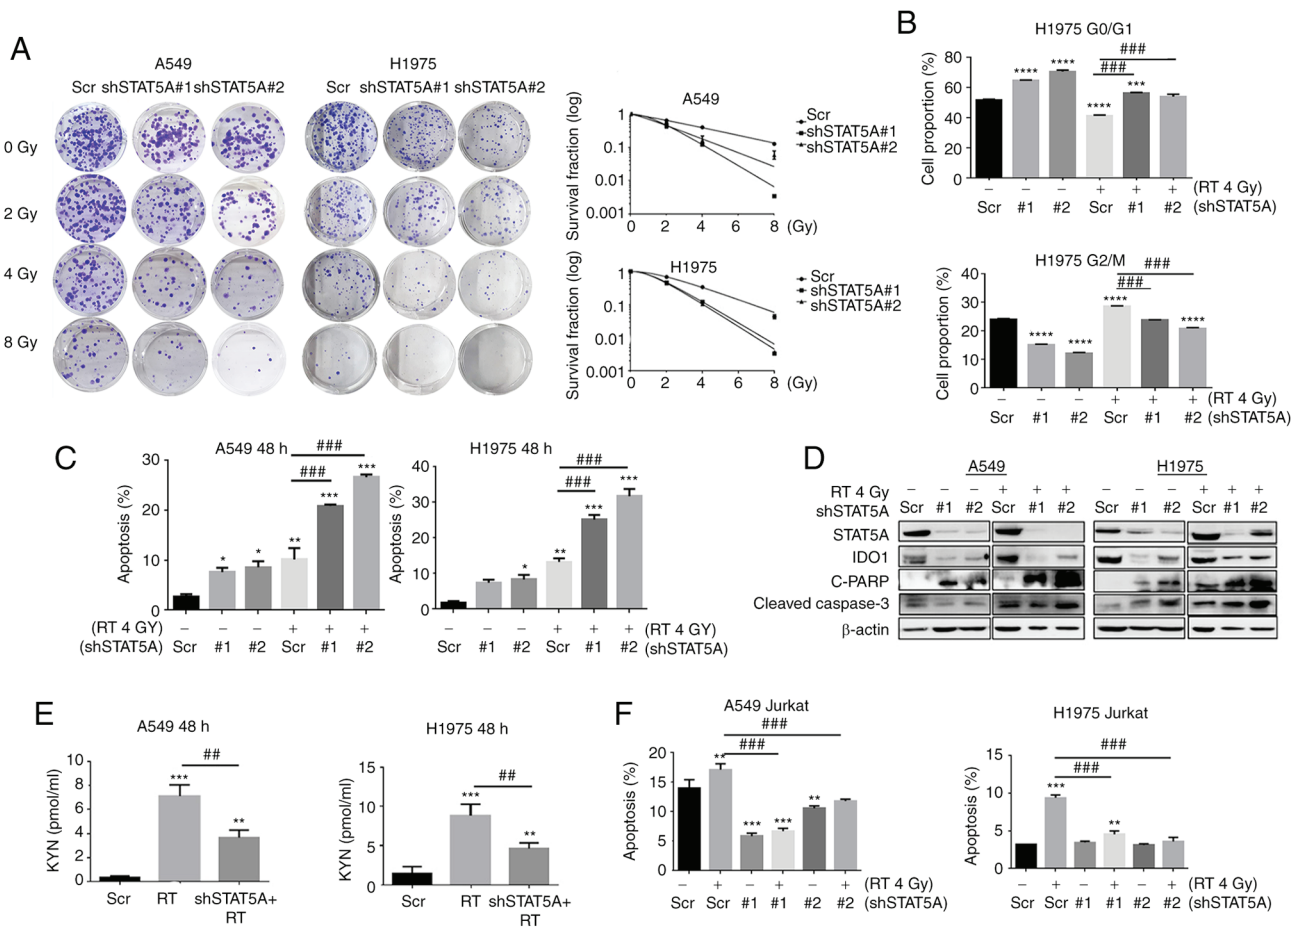 A
A549
H1975
Scr shSTAT5A#1 shSTAT5A#2
Scr shSTAT5A#1 shSTAT5A#2
0 Gy
2 Gy
4 Gy
8 Gy
A549
Survival fraction (log)
1
0.1
0.01
0.001
0 2 4 6 8 (Gy)
Scr
shSTAT5A#1
shSTAT5A#2
H1975
Survival fraction (log)
1
0.1
0.01
0.001
0 2 4 6 8 (Gy)
Scr
shSTAT5A#1
shSTAT5A#2
B
H1975 G0/G1
Cell proportion (%)
80
60
40
20
0
**** **** **** *** ### ###
– – – + + + (RT 4 Gy)
Scr #1 #2 Scr #1 #2 (shSTAT5A)
H1975 G2/M
Cell proportion (%)
40
30
20
10
0
**** **** **** **** ### ###
– – – + + + (RT 4 Gy)
Scr #1 #2 Scr #1 #2 (shSTAT5A)
C
A549 48 h
Apoptosis (%)
30
20
10
0
* * ** *** *** ### ###
– – – + + + (RT 4 GY)
Scr #1 #2 Scr #1 #2 (shSTAT5A)
H1975 48 h
Apoptosis (%)
40
30
20
10
0
* ** *** *** ### ###
– – – + + + (RT 4 GY)
Scr #1 #2 Scr #1 #2 (shSTAT5A)
D
A549 H1975
RT 4 Gy – – – + + + – – – + + +
shSTAT5A Scr #1 #2 Scr #1 #2 Scr #1 #2 Scr #1 #2
STAT5A
IDO1
C-PARP
Cleaved caspase-3
β-actin
E
A549 48 h
KYN (pmol/ml)
10
8
6
4
2
0
*** ** ##
Scr RT shSTAT5A+
RT
H1975 48 h
KYN (pmol/ml)
15
10
5
0
*** ** ##
Scr RT shSTAT5A+
RT
F
A549 Jurkat
Apoptosis (%)
20
15
10
5
0
** *** *** ** ### ###
– + – + – + (RT 4 Gy)
Scr Scr #1 #1 #2 #2 (shSTAT5A)
H1975 Jurkat
Apoptosis (%)
15
10
5
0
*** ** ### ###
– + – + – + (RT 4 Gy)
Scr Scr #1 #1 #2 #2 (shSTAT5A)